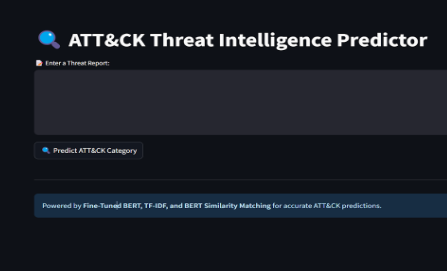 ATT&CK Threat Intelligence Predictor
Enter a Threat Report:
Predict ATT&CK Category
Powered by Fine-Tuned BERT, TF-IDF, and BERT Similarity Matching for accurate ATT&CK predictions.